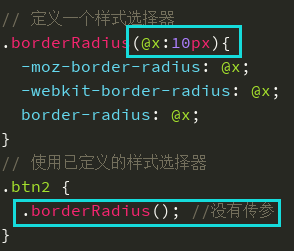 // 定义一个样式选择器
.borderRadius(@x:10px){
-moz-border-radius: @x;
-webkit-border-radius: @x;
border-radius: @x;
}
// 使用已定义的样式选择器
.btn2 {
.borderRadius(); //没有传参
}